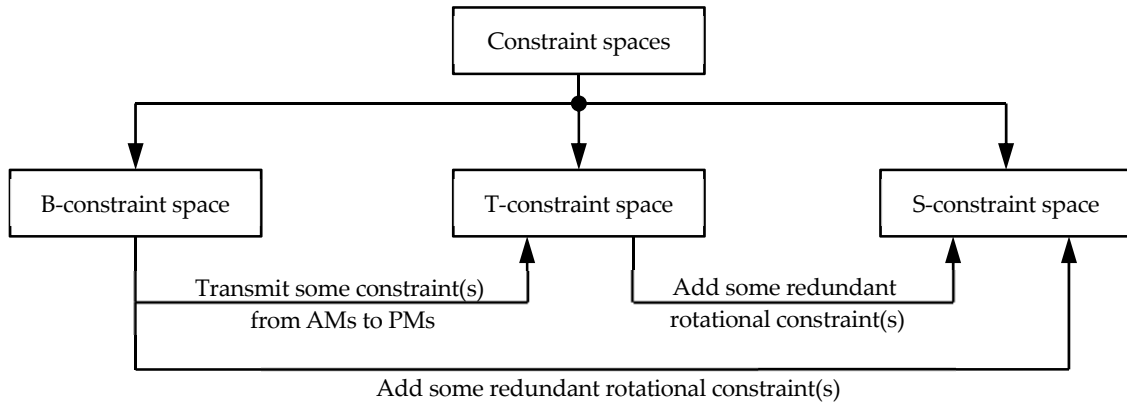 Constraint spaces
B-constraint space
T-constraint space
S-constraint space
Transmit some constraint(s)
from AMs to PMs
Add some redundant
rotational constraint(s)
Add some redundant rotational constraint(s)